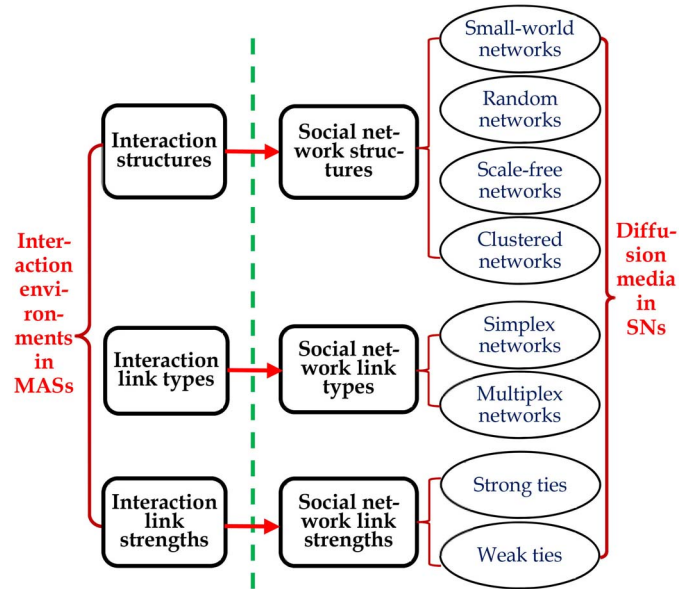 Inter-
action
envi-
ron-
ments
in
MASs
Interaction
structures
Interaction
link types
Interaction
link
strengths
Social net-
work struc-
tures
Social net-
work link
types
Social net-
work link
strengths
Small-world
networks
Random
networks
Scale-free
networks
Clustered
networks
Simplex
networks
Multiplex
networks
Strong ties
Weak ties
Diffu-
sion
media
in
SNs